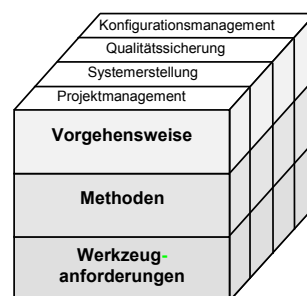 Konfigurationsmanagement
Qualitätssicherung
Systemerstellung
Projektmanagement
Vorgehensweise
Methoden
Werkzeug-
anforderungen